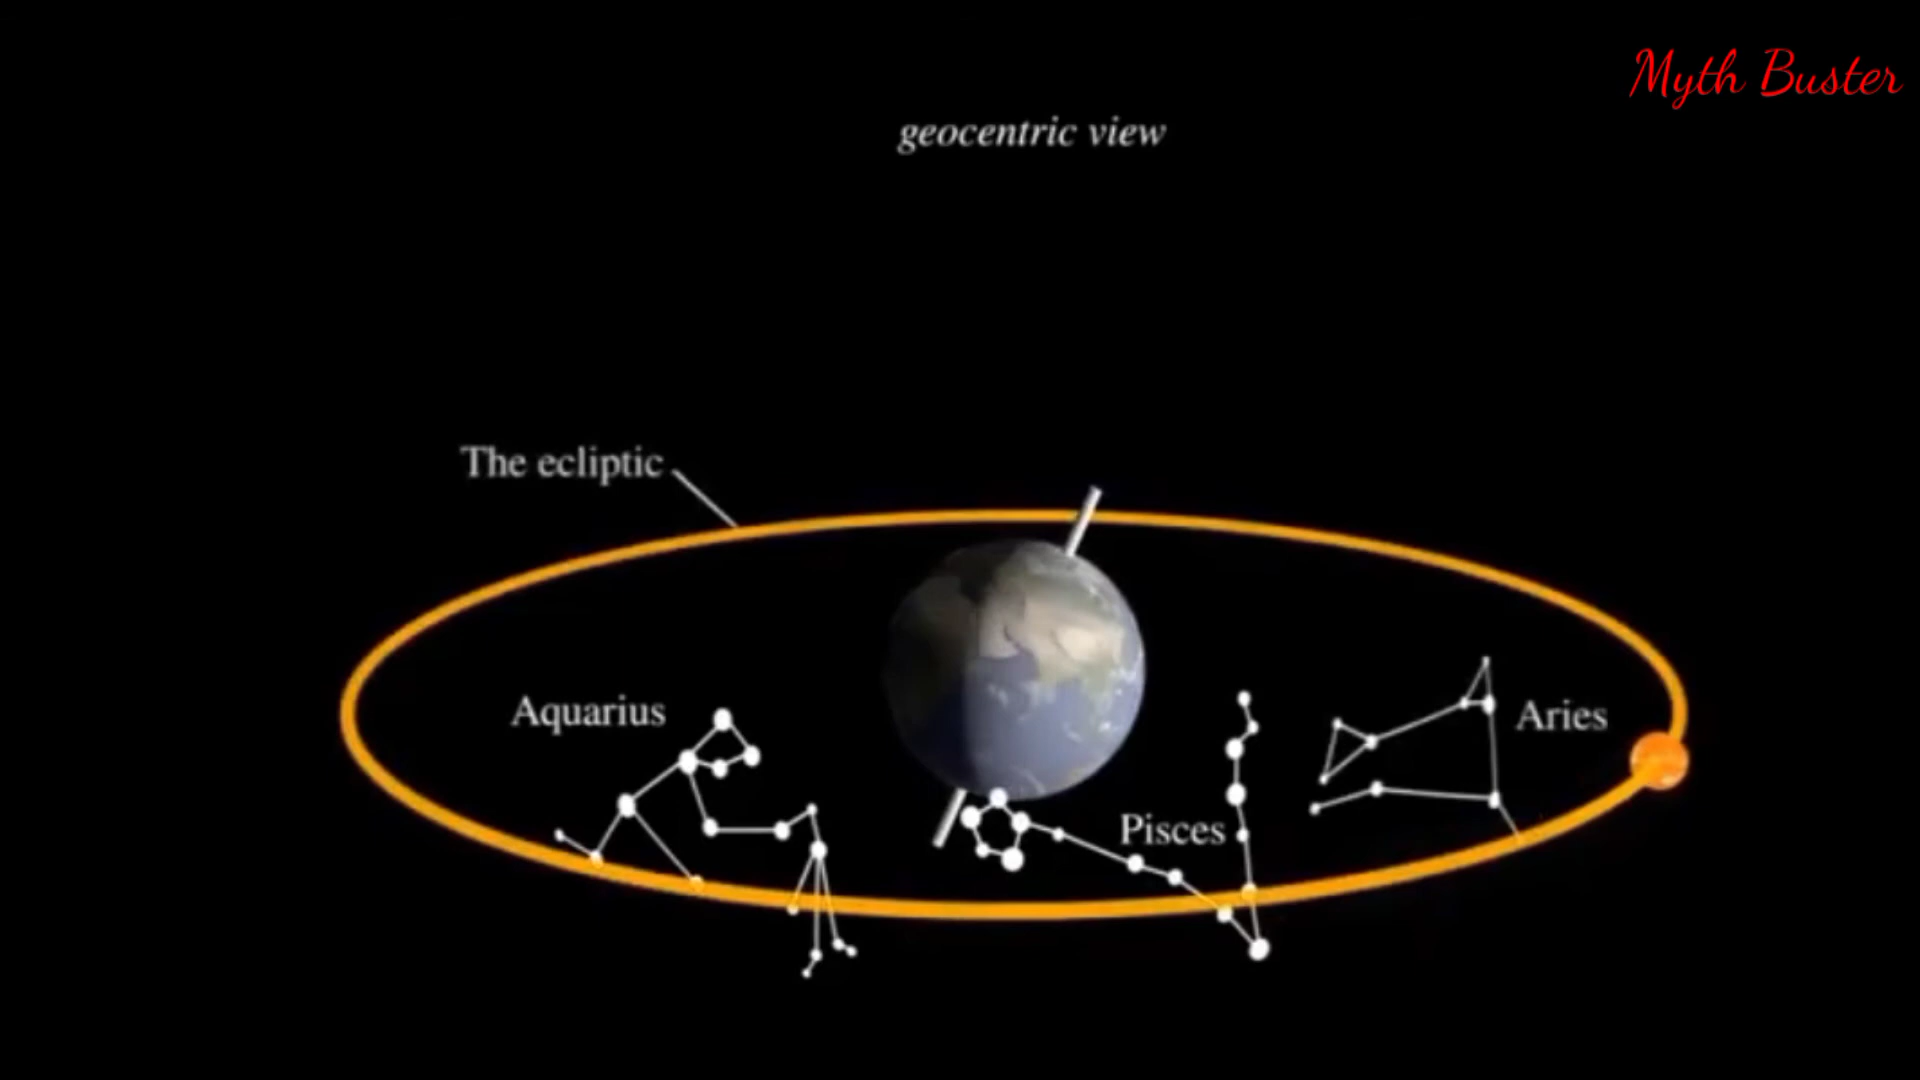 Myth Buster
geocentric view
The ecliptic
Aquarius
Aries
Pisces